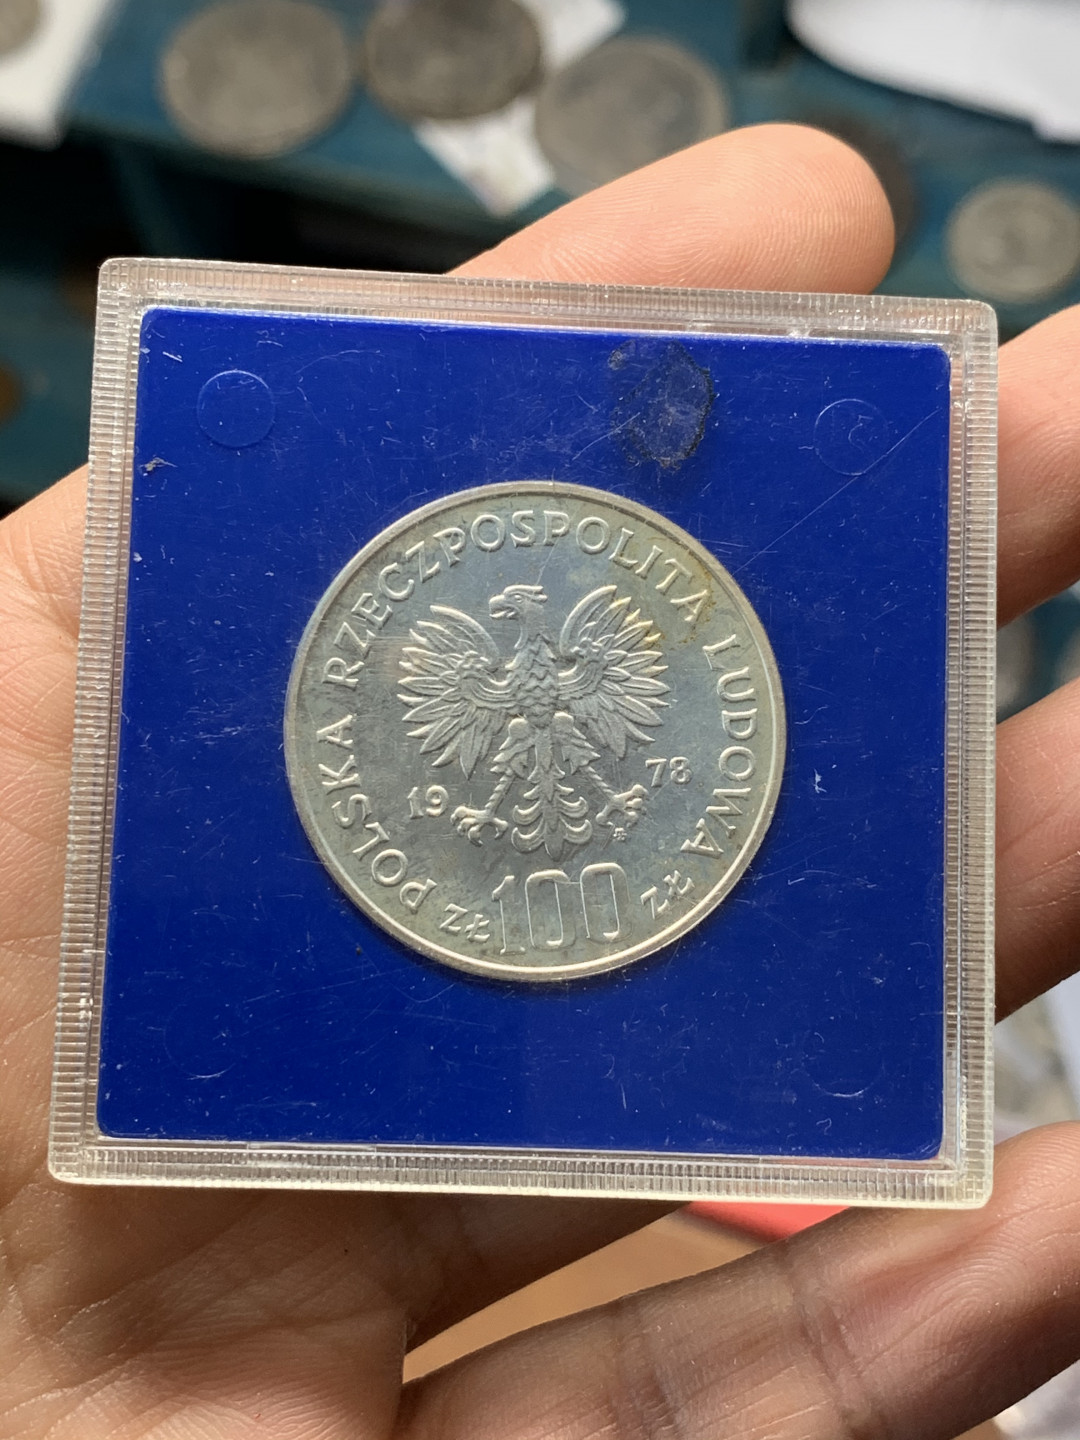 POLSKA RZECZPOSPOLITA LUDOWA
19 78
ZŁ 100 ZŁ